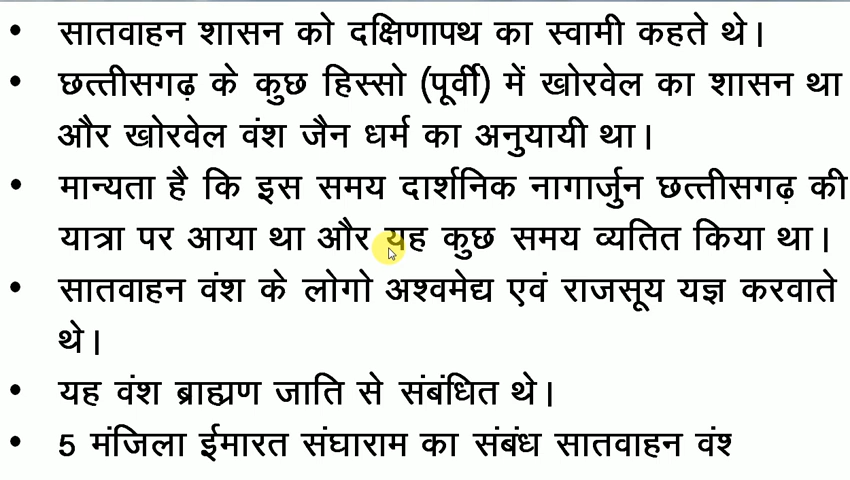 • सातवाहन शासन को दक्षिणापथ का स्वामी कहते थे।
• छत्तीसगढ़ के कुछ हिस्सो (पूर्वी) में खोरवेल का शासन था
और खोरवेल वंश जैन धर्म का अनुयायी था।
• मान्यता है कि इस समय दार्शनिक नागार्जुन छत्तीसगढ़ की
यात्रा पर आया था और यह कुछ समय व्यतित किया था।
• सातवाहन वंश के लोगो अश्वमेद्य एवं राजसूय यज्ञ करवाते
थे।
• यह वंश ब्राह्यण जाति से संबंधित थे।
• 5 मंजिला ईमारत संघाराम का संबंध सातवाहन वंश